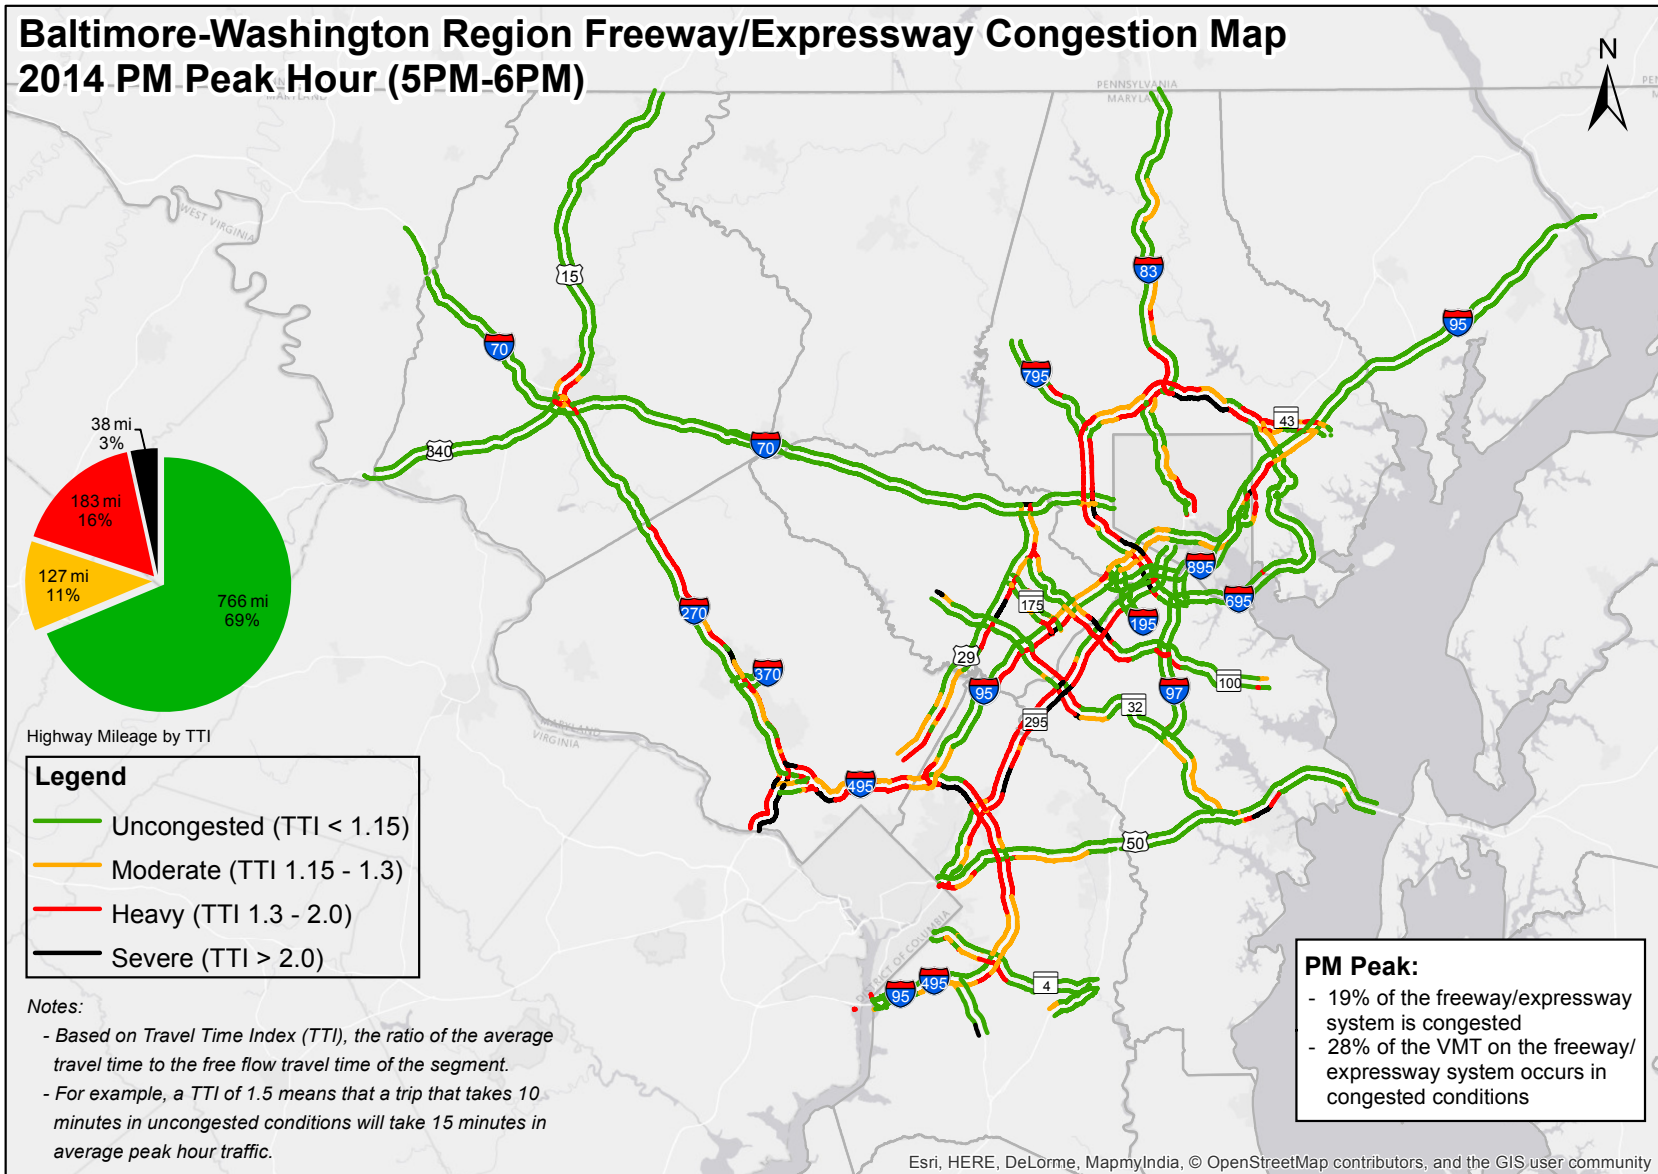 Baltimore-Washington Region Freeway/Expressway Congestion Map
2014 PM Peak Hour (5PM-6PM)
N
MARYLAND
PENNSYLVANIA
MARYLAND
WEST VIRGINIA
15
83
70
95
795
43
340
70
38 mi
3%
183 mi
16%
127 mi
11%
766 mi
69%
895
695
175
195
270
29
370
95
97
100
32
295
MARYLAND
VIRGINIA
495
50
DISTRICT OF COLUMBIA
4
95
495
Highway Mileage by TTI
Legend
Uncongested (TTI < 1.15)
Moderate (TTI 1.15 - 1.3)
Heavy (TTI 1.3 - 2.0)
Severe (TTI > 2.0)
Notes:
- Based on Travel Time Index (TTI), the ratio of the average
travel time to the free flow travel time of the segment.
- For example, a TTI of 1.5 means that a trip that takes 10
minutes in uncongested conditions will take 15 minutes in
average peak hour traffic.
PM Peak:
- 19% of the freeway/expressway
system is congested
- 28% of the VMT on the freeway/
expressway system occurs in
congested conditions
Esri, HERE, DeLorme, MapmyIndia, © OpenStreetMap contributors, and the GIS user community